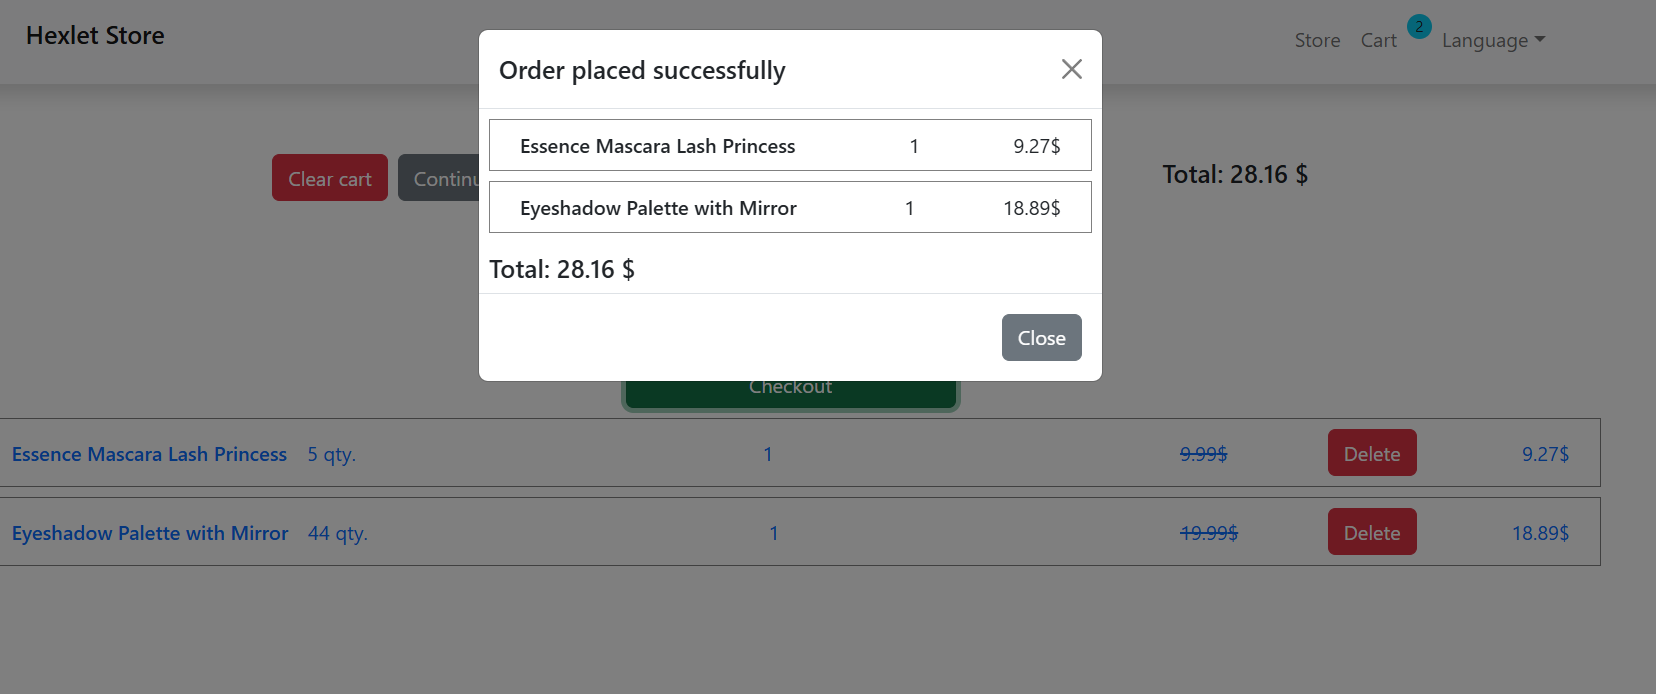 Hexlet Store
Store Cart 2 Language
Order placed successfully
Essence Mascara Lash Princess 1 9.27$
Eyeshadow Palette with Mirror 1 18.89$
Total: 28.16 $
Close
Clear cart
Continu
Total: 28.16 $
Checkout
Essence Mascara Lash Princess 5 qty. 1 9.99$ Delete 9.27$
Eyeshadow Palette with Mirror 44 qty. 1 19.99$ Delete 18.89$